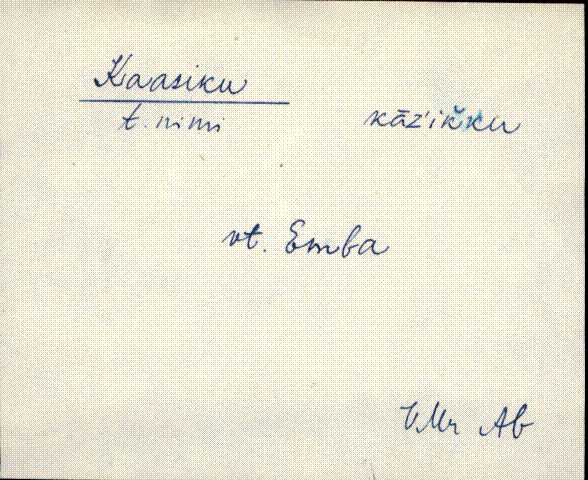 Kaasiku
t. nimi kāz'ik̆ku
vt. Emba
VMr Ab